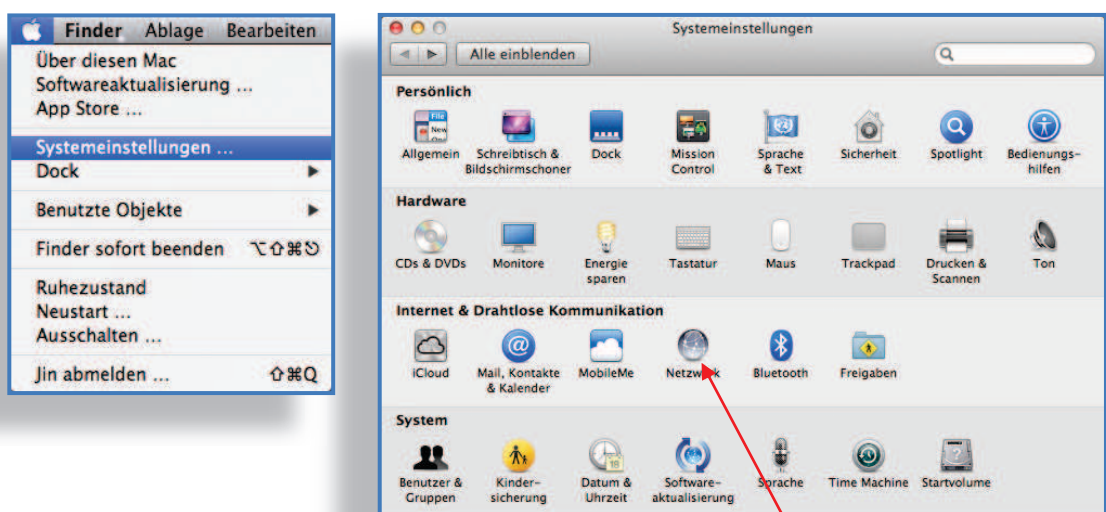 Finder Ablage Bearbeiten
Über diesen Mac
Softwareaktualisierung ...
App Store ...
Systemeinstellungen ...
Dock
Benutzte Objekte
Finder sofort beenden ⌥⇧⌘⎋
Ruhezustand
Neustart ...
Ausschalten ...
Jin abmelden ... ⇧⌘Q
Systemeinstellungen
Alle einblenden
Persönlich
Allgemein
Schreibtisch &
Bildschirmschoner
Dock
Mission
Control
Sprache
& Text
Sicherheit
Spotlight
Bedienungs-
hilfen
Hardware
CDs & DVDs
Monitore
Energie
sparen
Tastatur
Maus
Trackpad
Drucken &
Scannen
Ton
Internet & Drahtlose Kommunikation
iCloud
Mail, Kontakte
& Kalender
MobileMe
Netzwerk
Bluetooth
Freigaben
System
Benutzer &
Gruppen
Kinder-
sicherung
Datum &
Uhrzeit
Software-
aktualisierung
Sprache
Time Machine
Startvolume